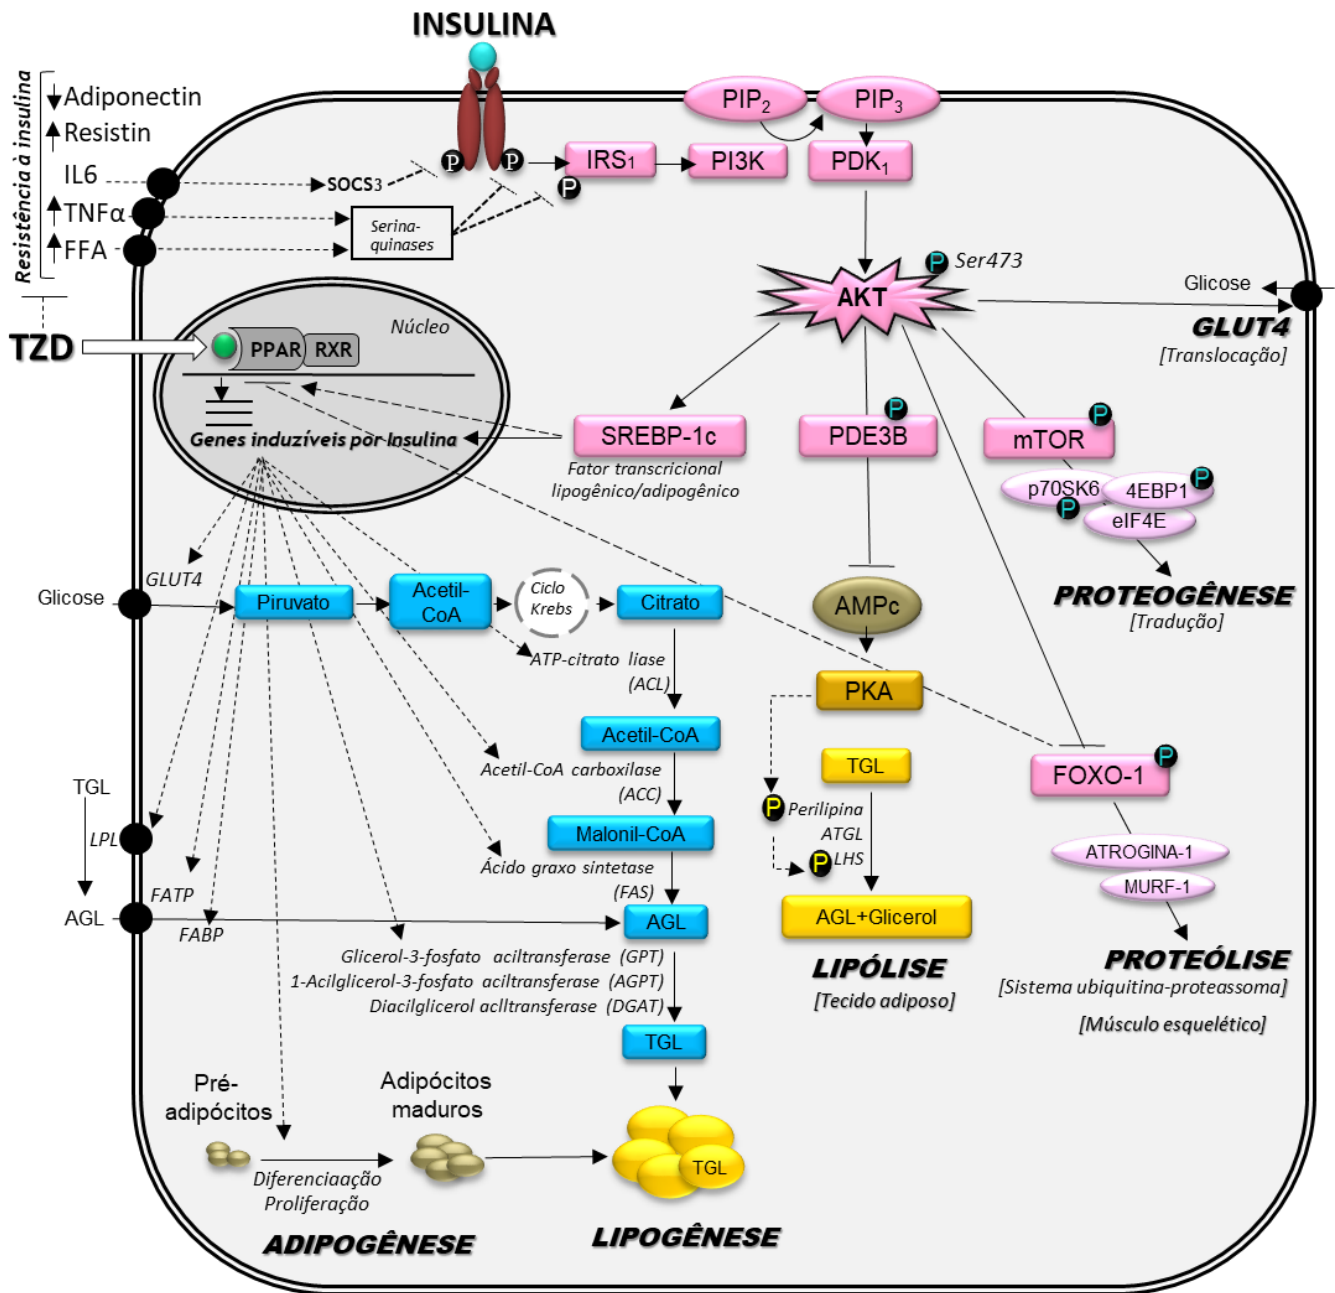 INSULINA
Resistência à insulina
Adiponectin
Resistin
IL6
TNFα
FFA
SOCS3
Serina-
quinases
P
P
P
IRS1
PI3K
PIP2
PIP3
PDK1
P
Ser473
AKT
Glicose
GLUT4
[Translocação]
TZD
Núcleo
PPAR
RXR
Genes induzíveis por Insulina
SREBP-1c
Fator transcricional
lipogênico/adipogênico
P
PDE3B
P
mTOR
p70SK6
P
4EBP1
P
eIF4E
PROTEOGÊNESE
[Tradução]
GLUT4
Glicose
Piruvato
Acetil-
CoA
Ciclo
Krebs
Citrato
AMPc
ATP-citrato liase
(ACL)
PKA
Acetil-CoA
Acetil-CoA carboxilase
(ACC)
TGL
P
FOXO-1
TGL
LPL
Malonil-CoA
P
Perilipina
ATGL
P
LHS
ATROGINA-1
MURF-1
Ácido graxo sintetase
(FAS)
FATP
AGL
FABP
AGL
AGL+Glicerol
Glicerol-3-fosfato aciltransferase (GPT)
1-Acilglicerol-3-fosfato aciltransferase (AGPT)
Diacilglicerol aciltransferase (DGAT)
LIPÓLISE
[Tecido adiposo]
PROTEÓLISE
[Sistema ubiquitina-proteassoma]
[Músculo esquelético]
TGL
Pré-
adipócitos
Adipócitos
maduros
TGL
Diferenciaação
Proliferação
ADIPOGÊNESE
LIPOGÊNESE